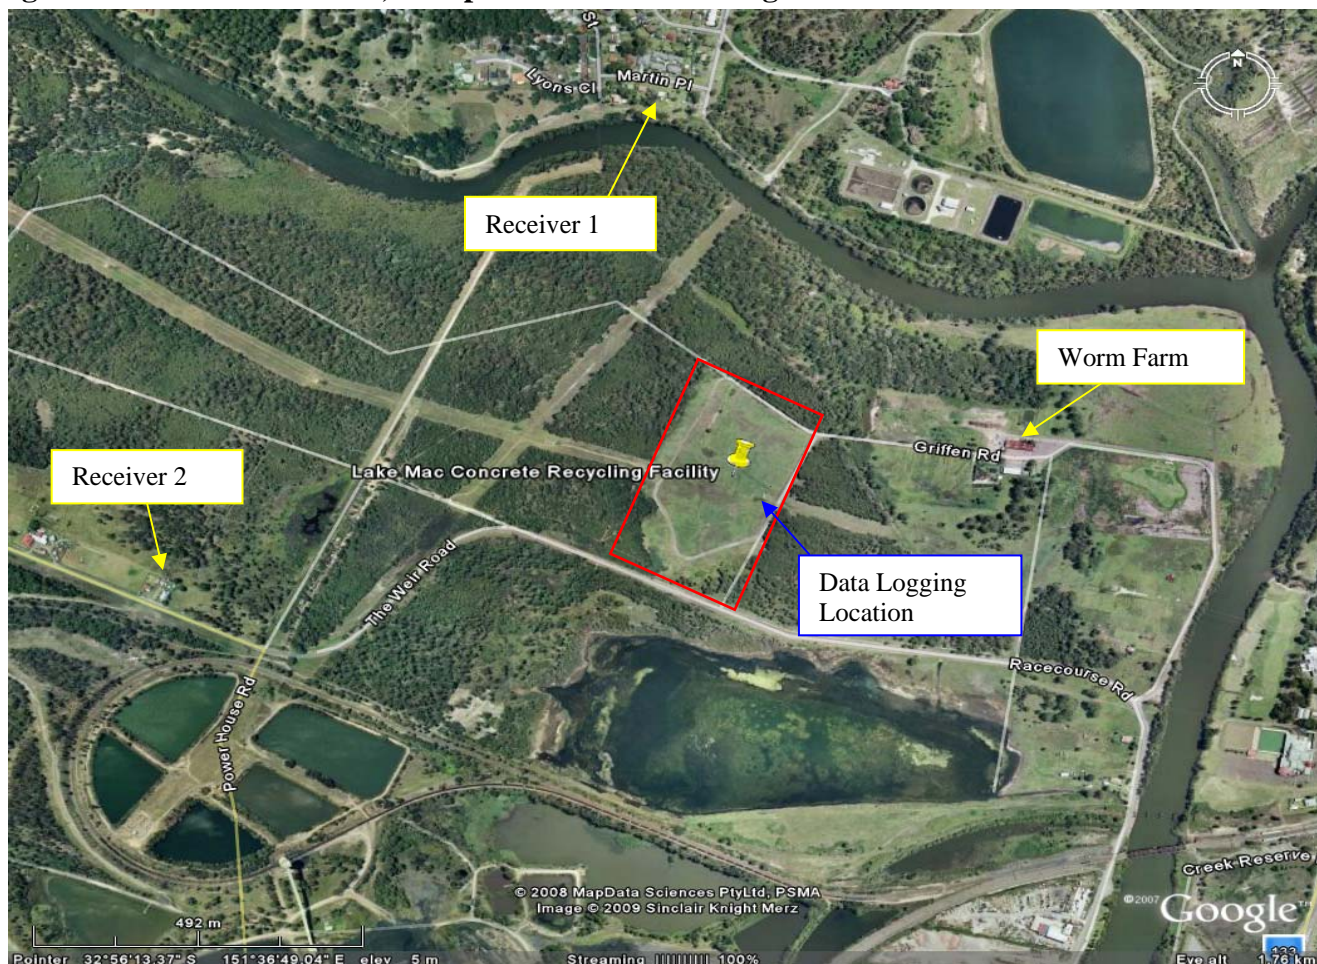 St
Lyons Cl
Martin Pl
N
Receiver 1
Worm Farm
Griffen Rd
Receiver 2
Lake Mac Concrete Recycling Facility
The Weir Road
Data Logging
Location
Racecourse Rd
Power House Rd
Creek Reserve
© 2008 MapData Sciences PtyLtd, PSMA
Image © 2009 Sinclair Knight Merz
©2007 Google™
492 m
133
Pointer 32°56'13.37" S 151°36'49.04" E elev 5 m
Streaming |||||||||| 100%
Eye alt 1.76 km